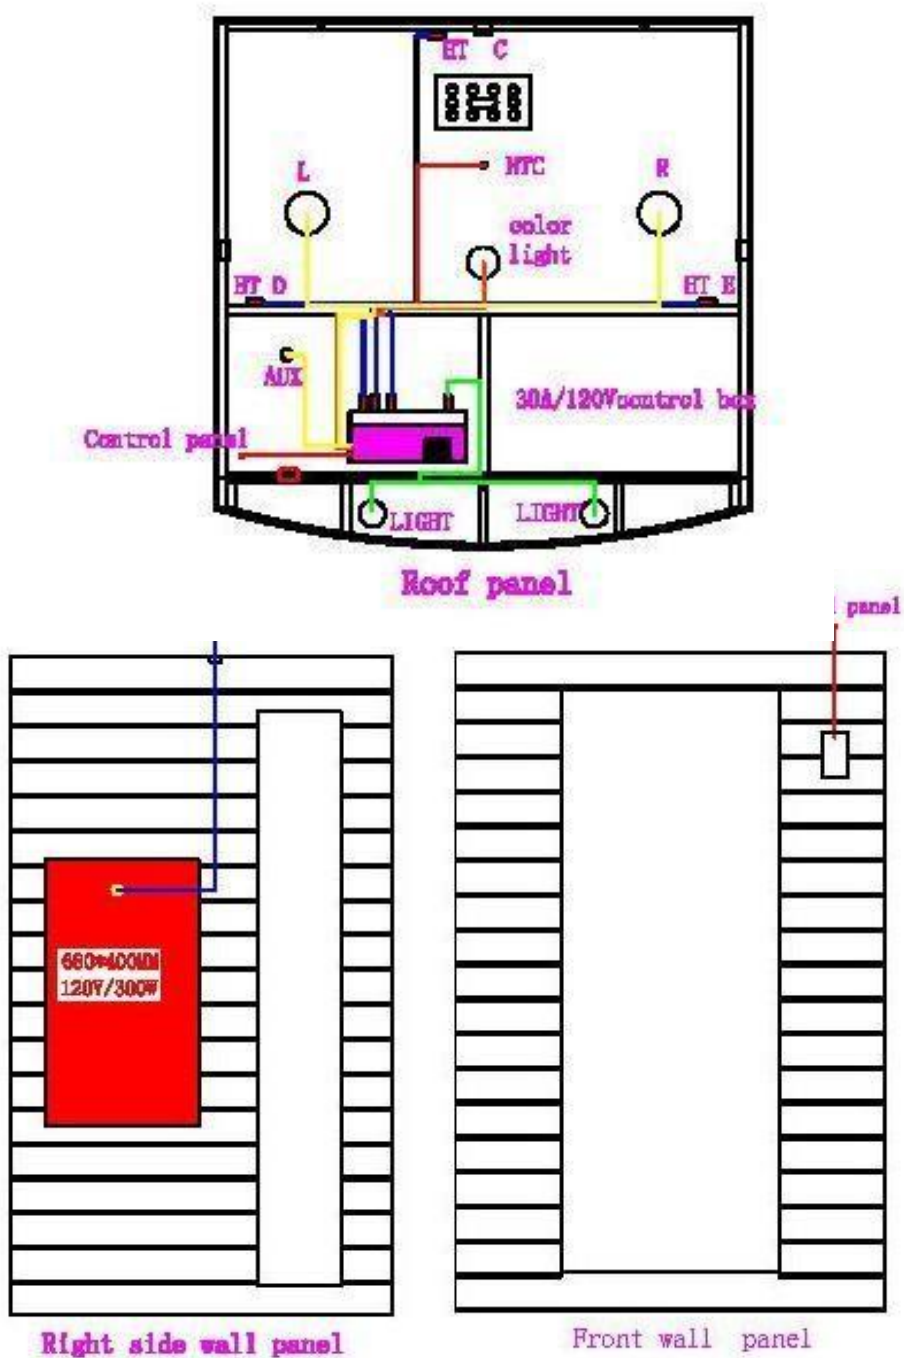 HT C
L
NTC
R
color
light
HT D
HT E
AUX
30A/120Vcontrol box
Control panel
LIGHT
LIGHT
Roof panel
panel
680*400MM
120V/300W
Right side wall panel
Front wall panel